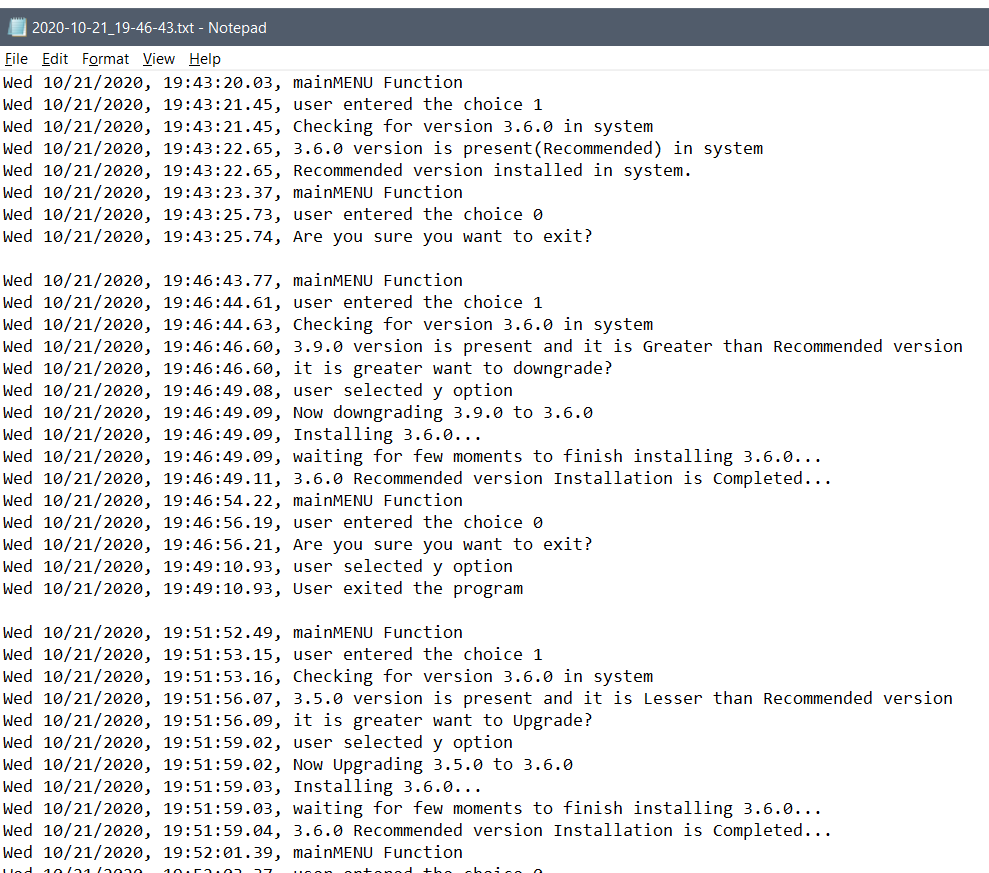 2020-10-21_19-46-43.txt - Notepad
File Edit Format View Help
Wed 10/21/2020, 19:43:20.03, mainMENU Function
Wed 10/21/2020, 19:43:21.45, user entered the choice 1
Wed 10/21/2020, 19:43:21.45, Checking for version 3.6.0 in system
Wed 10/21/2020, 19:43:22.65, 3.6.0 version is present(Recommended) in system
Wed 10/21/2020, 19:43:22.65, Recommended version installed in system.
Wed 10/21/2020, 19:43:23.37, mainMENU Function
Wed 10/21/2020, 19:43:25.73, user entered the choice 0
Wed 10/21/2020, 19:43:25.74, Are you sure you want to exit?
Wed 10/21/2020, 19:46:43.77, mainMENU Function
Wed 10/21/2020, 19:46:44.61, user entered the choice 1
Wed 10/21/2020, 19:46:44.63, Checking for version 3.6.0 in system
Wed 10/21/2020, 19:46:46.60, 3.9.0 version is present and it is Greater than Recommended version
Wed 10/21/2020, 19:46:46.60, it is greater want to downgrade?
Wed 10/21/2020, 19:46:49.08, user selected y option
Wed 10/21/2020, 19:46:49.09, Now downgrading 3.9.0 to 3.6.0
Wed 10/21/2020, 19:46:49.09, Installing 3.6.0...
Wed 10/21/2020, 19:46:49.09, waiting for few moments to finish installing 3.6.0...
Wed 10/21/2020, 19:46:49.11, 3.6.0 Recommended version Installation is Completed...
Wed 10/21/2020, 19:46:54.22, mainMENU Function
Wed 10/21/2020, 19:46:56.19, user entered the choice 0
Wed 10/21/2020, 19:46:56.21, Are you sure you want to exit?
Wed 10/21/2020, 19:49:10.93, user selected y option
Wed 10/21/2020, 19:49:10.93, User exited the program
Wed 10/21/2020, 19:51:52.49, mainMENU Function
Wed 10/21/2020, 19:51:53.15, user entered the choice 1
Wed 10/21/2020, 19:51:53.16, Checking for version 3.6.0 in system
Wed 10/21/2020, 19:51:56.07, 3.5.0 version is present and it is Lesser than Recommended version
Wed 10/21/2020, 19:51:56.09, it is greater want to Upgrade?
Wed 10/21/2020, 19:51:59.02, user selected y option
Wed 10/21/2020, 19:51:59.02, Now Upgrading 3.5.0 to 3.6.0
Wed 10/21/2020, 19:51:59.03, Installing 3.6.0...
Wed 10/21/2020, 19:51:59.03, waiting for few moments to finish installing 3.6.0...
Wed 10/21/2020, 19:51:59.04, 3.6.0 Recommended version Installation is Completed...
Wed 10/21/2020, 19:52:01.39, mainMENU Function